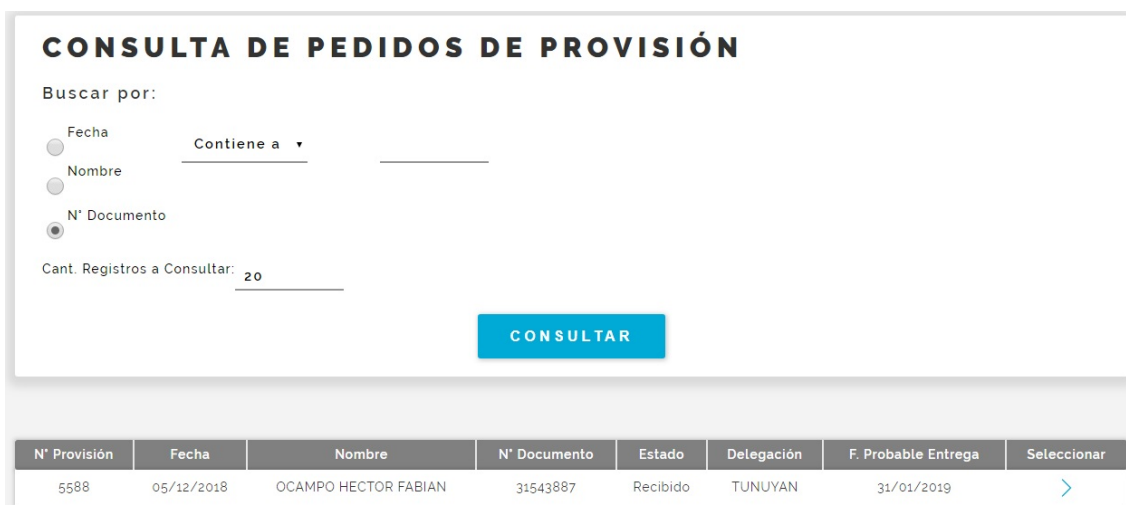 CONSULTA DE PEDIDOS DE PROVISIÓN
Buscar por:
Fecha
Contiene a
Nombre
N° Documento
Cant. Registros a Consultar: 20
CONSULTAR
N° Provisión Fecha Nombre N° Documento Estado Delegación F. Probable Entrega Seleccionar
5588 05/12/2018 OCAMPO HECTOR FABIAN 31543887 Recibido TUNUYAN 31/01/2019